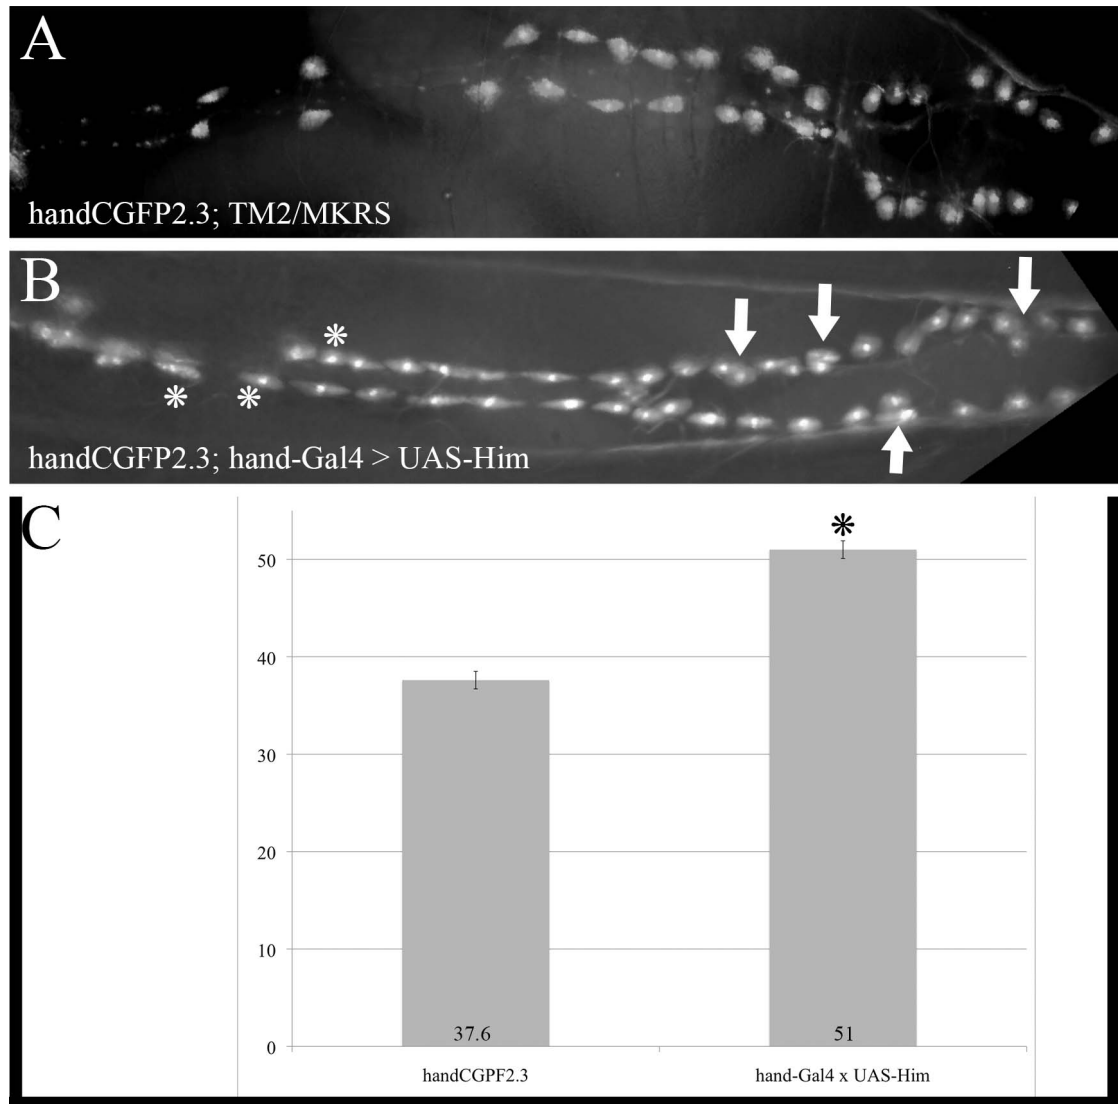 A
handCGFP2.3; TM2/MKRS
B
*
* *
handCGFP2.3; hand-Gal4 > UAS-Him
C
*
50
40
30
20
10
0
37.6
51
handCGPF2.3
hand-Gal4 x UAS-Him